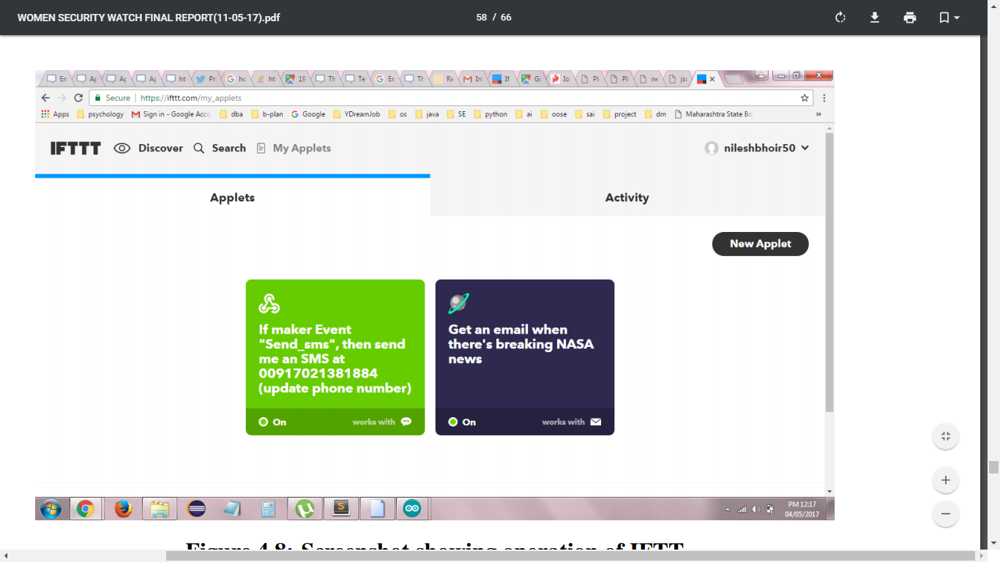 WOMEN SECURITY WATCH FINAL REPORT(11-05-17).pdf
58 / 66
En Ap Ap Ap ht Pri hc ht 19 Th Te En Th Re In If Go Io Pl Pl ne jsc
Secure https://ifttt.com/my_applets
Apps psychology Sign in - Google Acco dba b-plan Google YDreamJob os java SE python ai oose sai project dm Maharashtra State Bo
IFTTT Discover Search My Applets nileshbhoir50
Applets Activity
New Applet
If maker Event
"Send_sms", then send
me an SMS at
00917021381884
(update phone number)
On works with
Get an email when
there's breaking NASA
news
On works with
PM 12:17
04/05/2017
Figure 4.8: Screenshot showing operation of IFTT